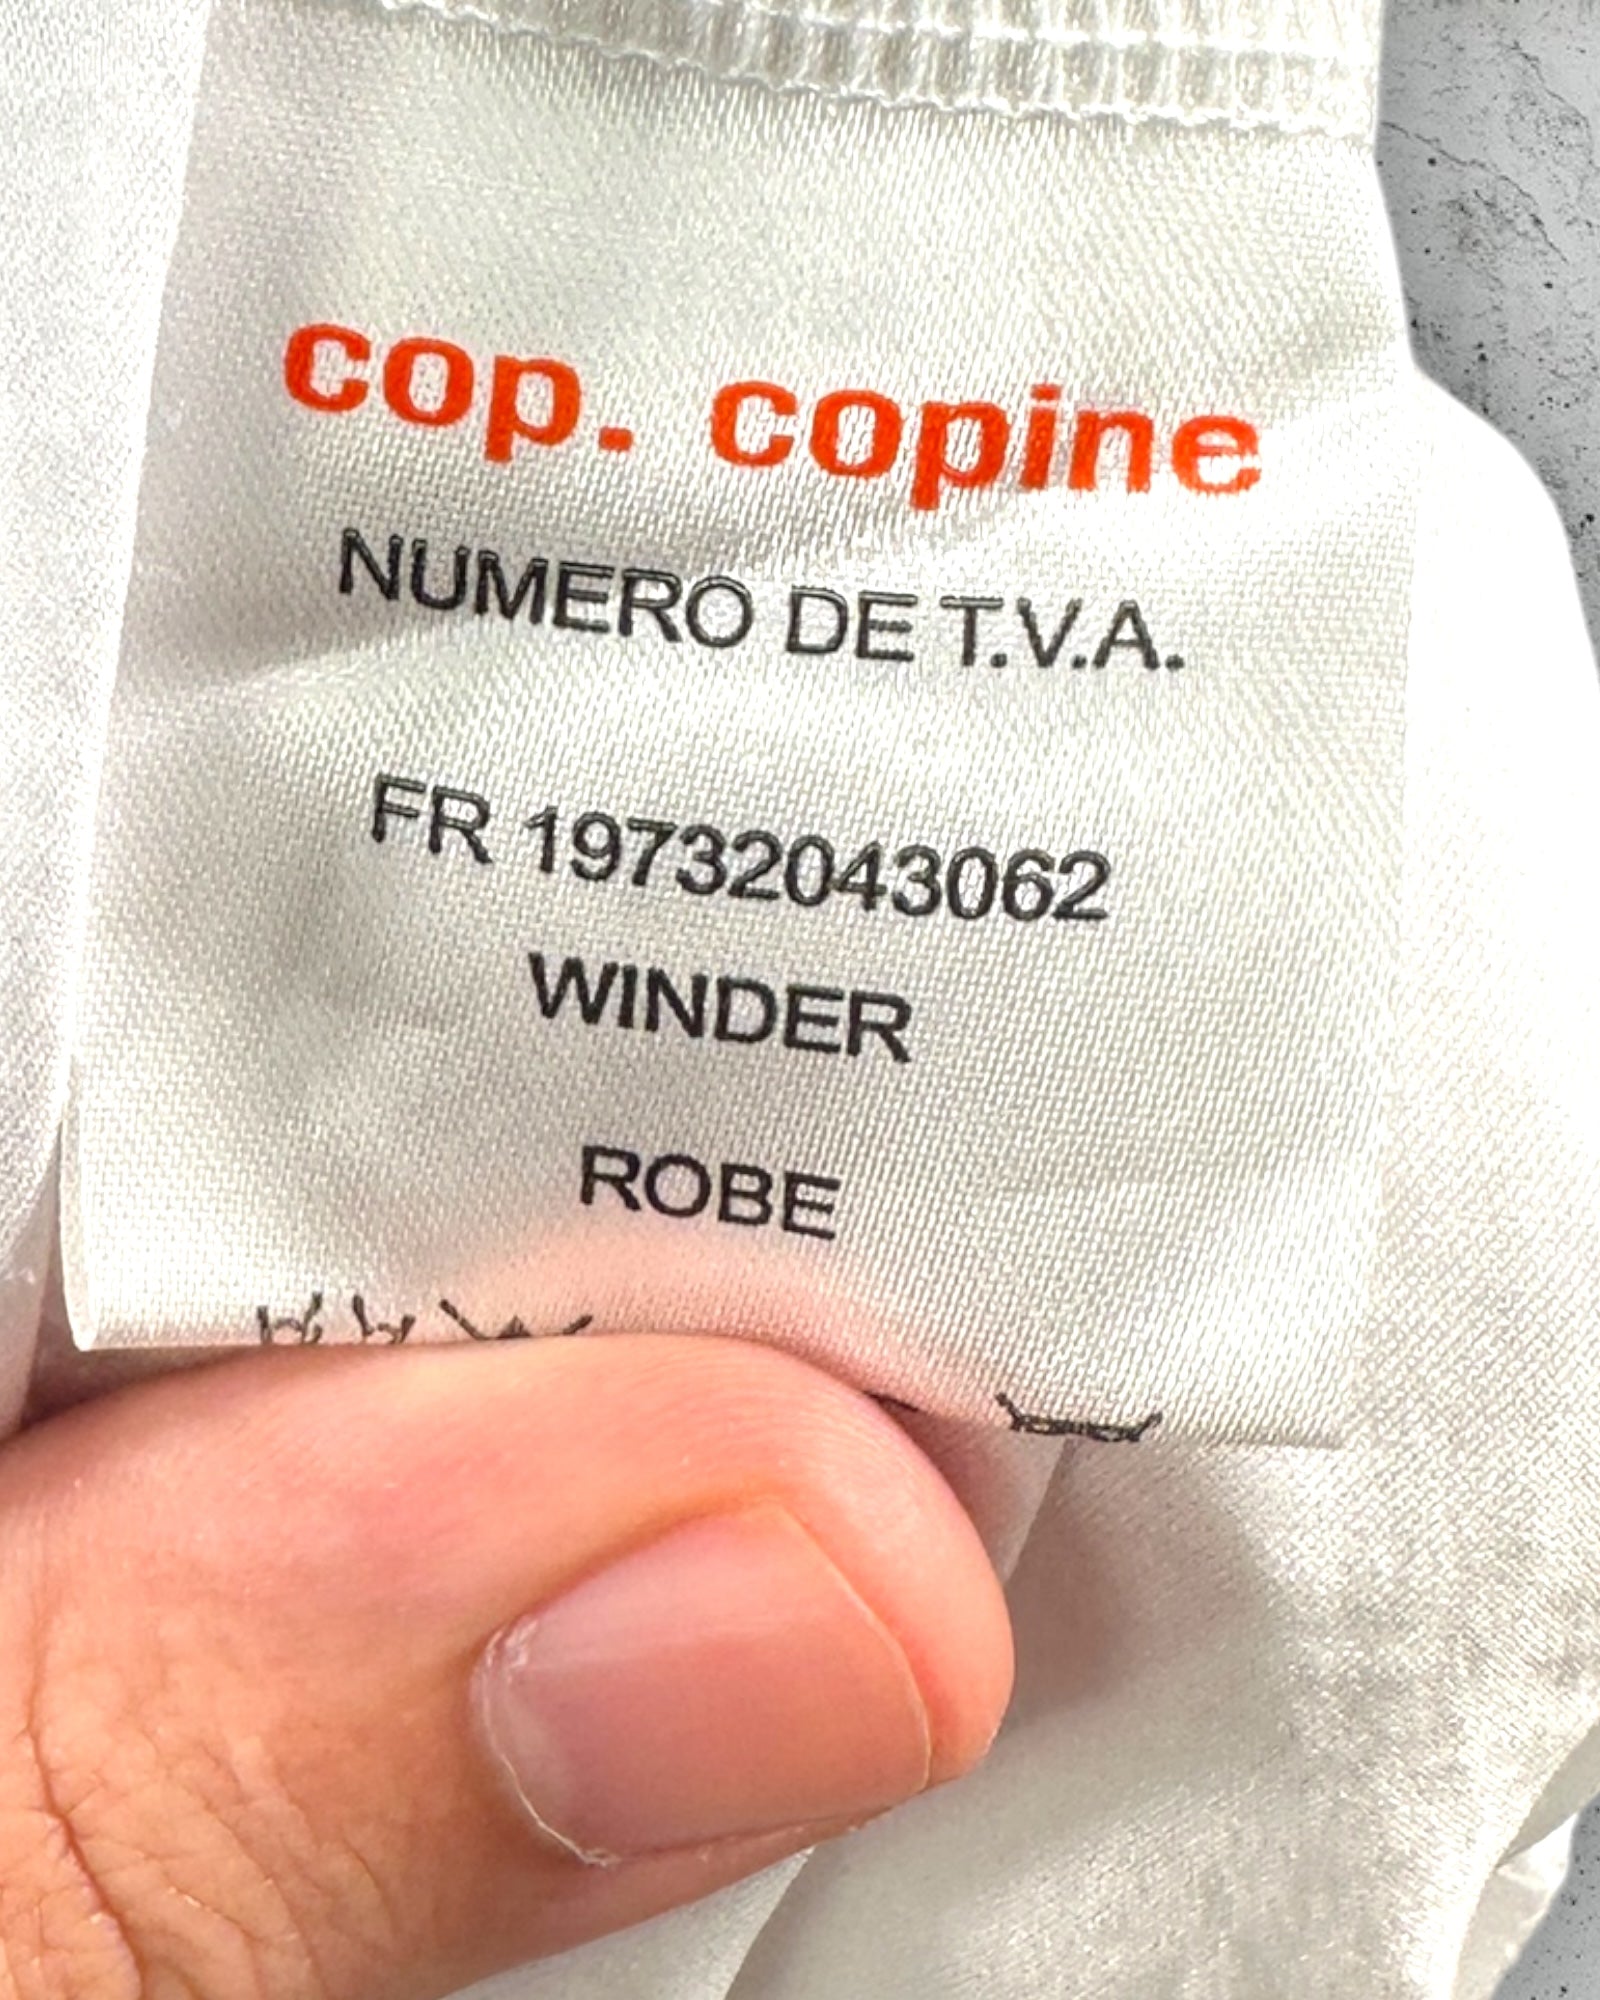 cop. copine
NUMERO DE T.V.A.
FR 19732043062
WINDER
ROBE